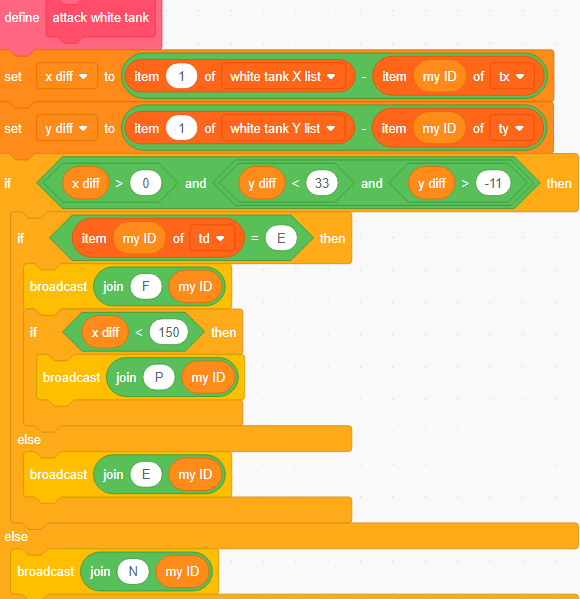 define attack white tank
set x diff to item 1 of white tank X list - item my ID of tx
set y diff to item 1 of white tank Y list - item my ID of ty
if x diff > 0 and y diff < 33 and y diff > -11 then
if item my ID of td = E then
broadcast join F my ID
if x diff < 150 then
broadcast join P my ID
else
broadcast join E my ID
else
broadcast join N my ID